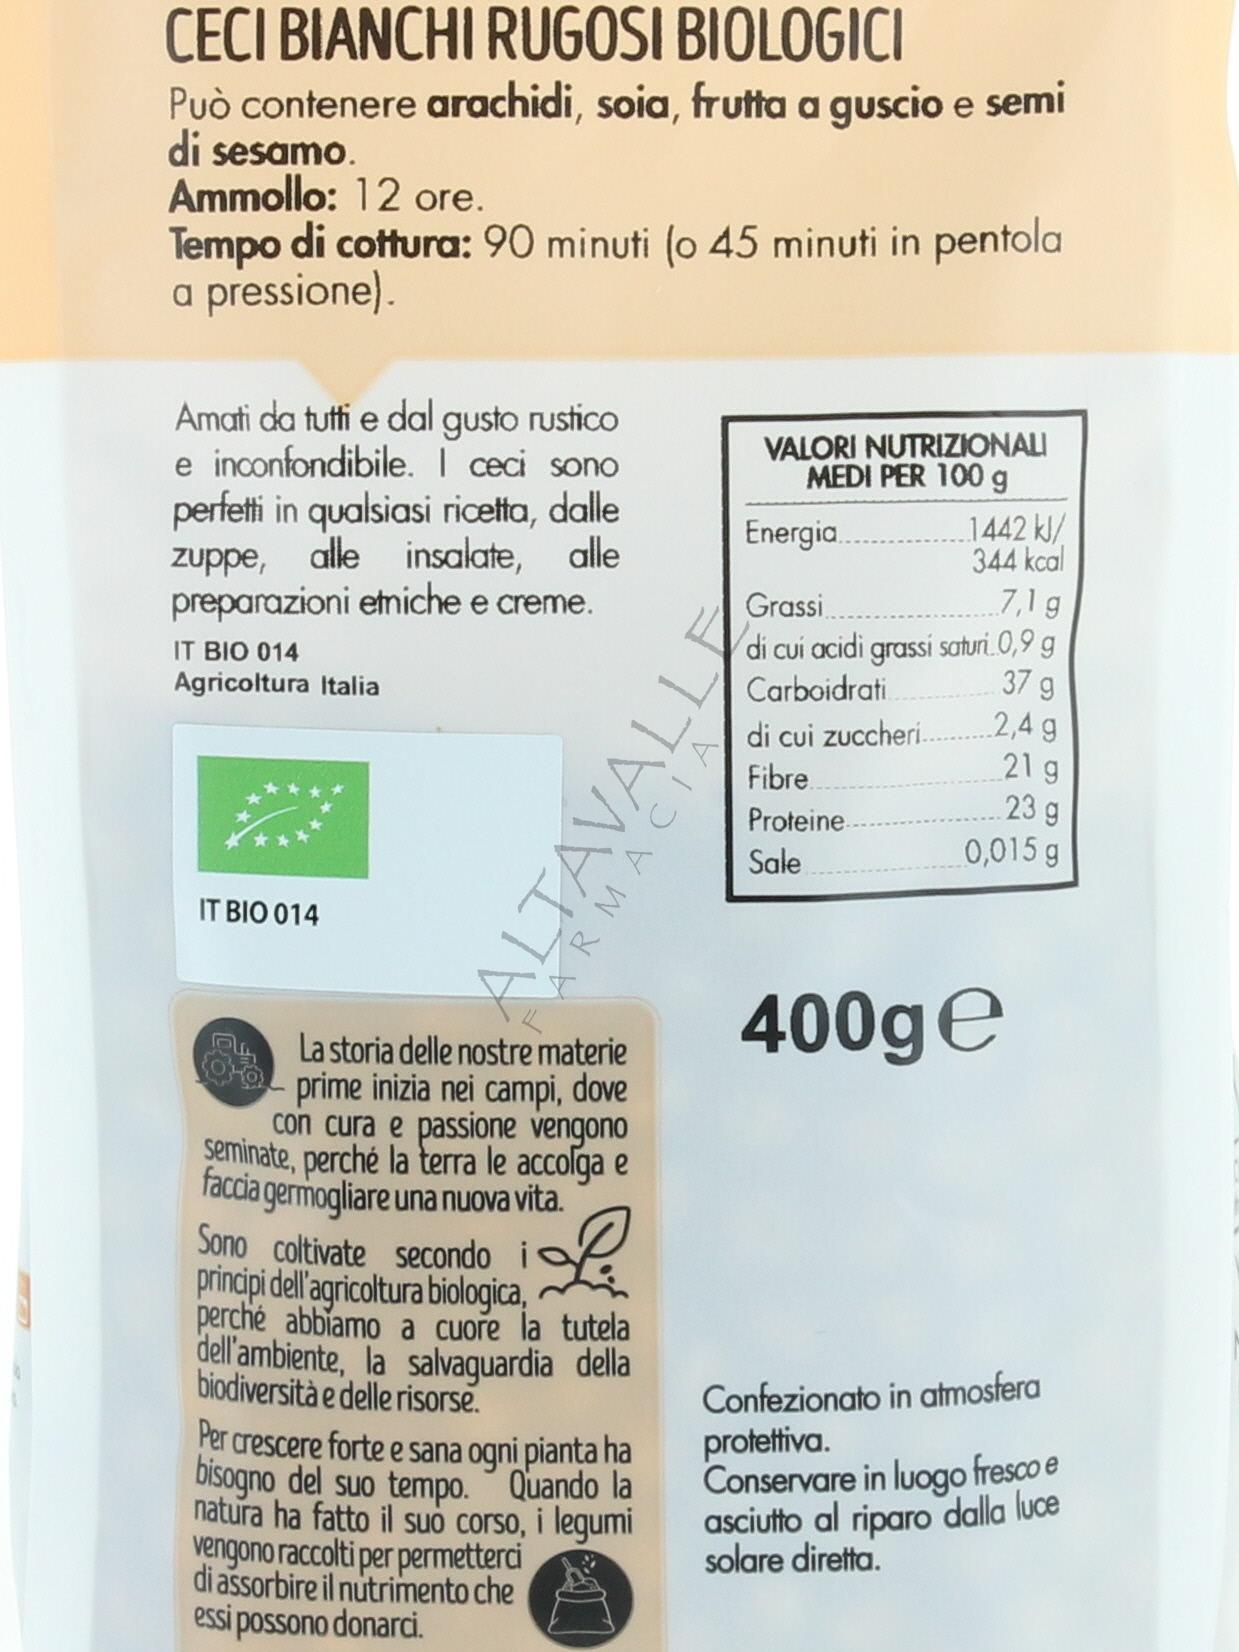 CECI BIANCHI RUGOSI BIOLOGICI
Può contenere arachidi, soia, frutta a guscio e semi
di sesamo.
Ammollo: 12 ore.
Tempo di cottura: 90 minuti (o 45 minuti in pentola
a pressione).
Amati da tutti e dal gusto rustico
e inconfondibile. I ceci sono
perfetti in qualsiasi ricetta, dalle
zuppe, alle insalate, alle
preparazioni etniche e creme.
IT BIO 014
Agricoltura Italia
IT BIO 014
VALORI NUTRIZIONALI
MEDI PER 100 g
Energia 1442 kJ/
344 kcal
Grassi 7,1 g
di cui acidi grassi saturi 0,9 g
Carboidrati 37 g
di cui zuccheri 2,4 g
Fibre 21 g
Proteine 23 g
Sale 0,015 g
ALTAVALLE
FARMACIA
400g e
La storia delle nostre materie
prime inizia nei campi, dove
con cura e passione vengono
seminate, perché la terra le accolga e
faccia germogliare una nuova vita.
Sono coltivate secondo i
principi dell'agricoltura biologica,
perché abbiamo a cuore la tutela
dell'ambiente, la salvaguardia della
biodiversità e delle risorse.
Per crescere forte e sana ogni pianta ha
bisogno del suo tempo. Quando la
natura ha fatto il suo corso, i legumi
vengono raccolti per permetterci
di assorbire il nutrimento che
essi possono donarci.
Confezionato in atmosfera
protettiva.
Conservare in luogo fresco e
asciutto al riparo dalla luce
solare diretta.